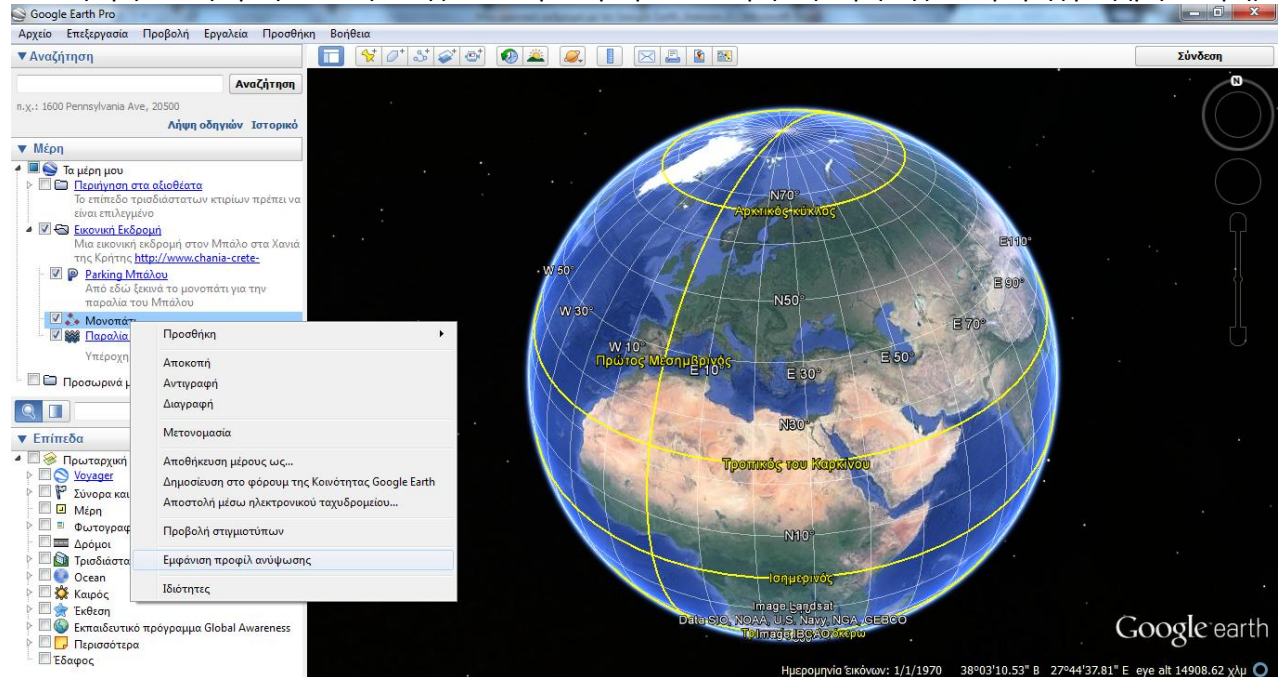 Google Earth Pro
Αρχείο Επεξεργασία Προβολή Εργαλεία Προσθήκη Βοήθεια
Αναζήτηση
Σύνδεση
Αναζήτηση
π.χ.: 1600 Pennsylvania Ave, 20500
Λήψη οδηγιών Ιστορικό
Μέρη
Τα μέρη μου
Περιήγηση στα αξιοθέατα
Το επίπεδο τρισδιάστατων κτιρίων πρέπει να
είναι επιλεγμένο
Εικονική Εκδρομή
Μια εικονική εκδρομή στον Μπάλο στα Χανιά
της Κρήτης http://www.chania-crete-
Parking Μπάλου
Από εδώ ξεκινά το μονοπάτι για την
παραλία του Μπάλου
Μονοπάτι
Παραλία
Υπέροχη
Προσωρινά μ
Επίπεδα
Πρωταρχική
Voyager
Σύνορα και
Μέρη
Φωτογραφ
Δρόμοι
Τρισδιάστα
Ocean
Καιρός
Έκθεση
Εκπαιδευτικό πρόγραμμα Global Awareness
Περισσότερα
Έδαφος
Προσθήκη
Αποκοπή
Αντιγραφή
Διαγραφή
Μετονομασία
Αποθήκευση μέρους ως...
Δημοσίευση στο φόρουμ της Κοινότητας Google Earth
Αποστολή μέσω ηλεκτρονικού ταχυδρομείου...
Προβολή στιγμιοτύπων
Εμφάνιση προφίλ ανύψωσης
Ιδιότητες
N
N70°
Αρκτικός κύκλος
E110°
W 50°
E 90°
N50°
W 30°
E 70°
W 10°
Πρώτος Μεσημβρινός
E 50°
E 10°
E 30°
N30°
Τροπικός του Καρκίνου
N10°
Ισημερινός
Image Landsat
Data SIO, NOAA, U.S. Navy, NGA, GEBCO
Image IBCAO
Google earth
Ημερομηνία Έικόνων: 1/1/1970 38°03'10.53" Β 27°44'37.81" E eye alt 14908.62 χλμ